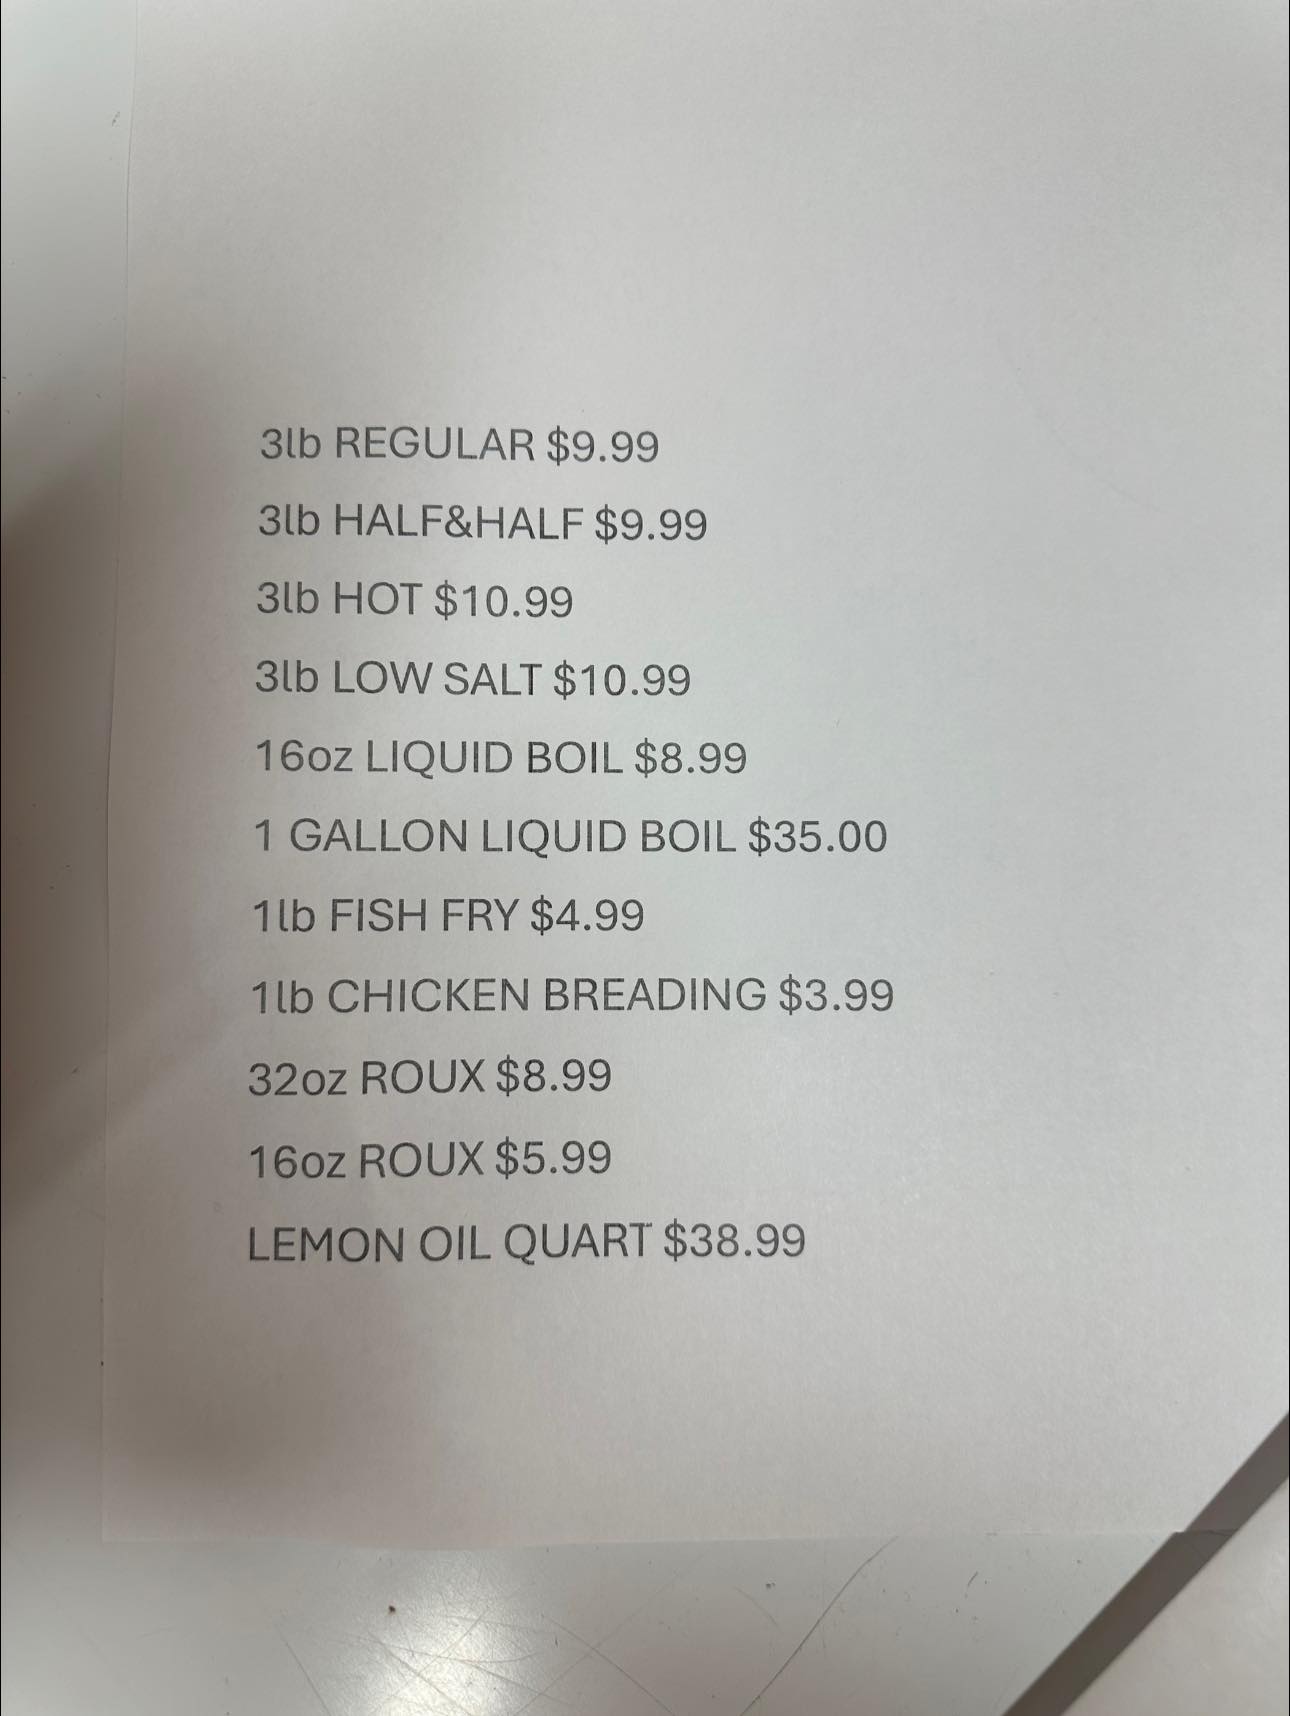 3lb REGULAR $9.99
3lb HALF&HALF $9.99
3lb HOT $10.99
3lb LOW SALT $10.99
16oz LIQUID BOIL $8.99
1 GALLON LIQUID BOIL $35.00
1lb FISH FRY $4.99
1lb CHICKEN BREADING $3.99
32oz ROUX $8.99
16oz ROUX $5.99
LEMON OIL QUART $38.99